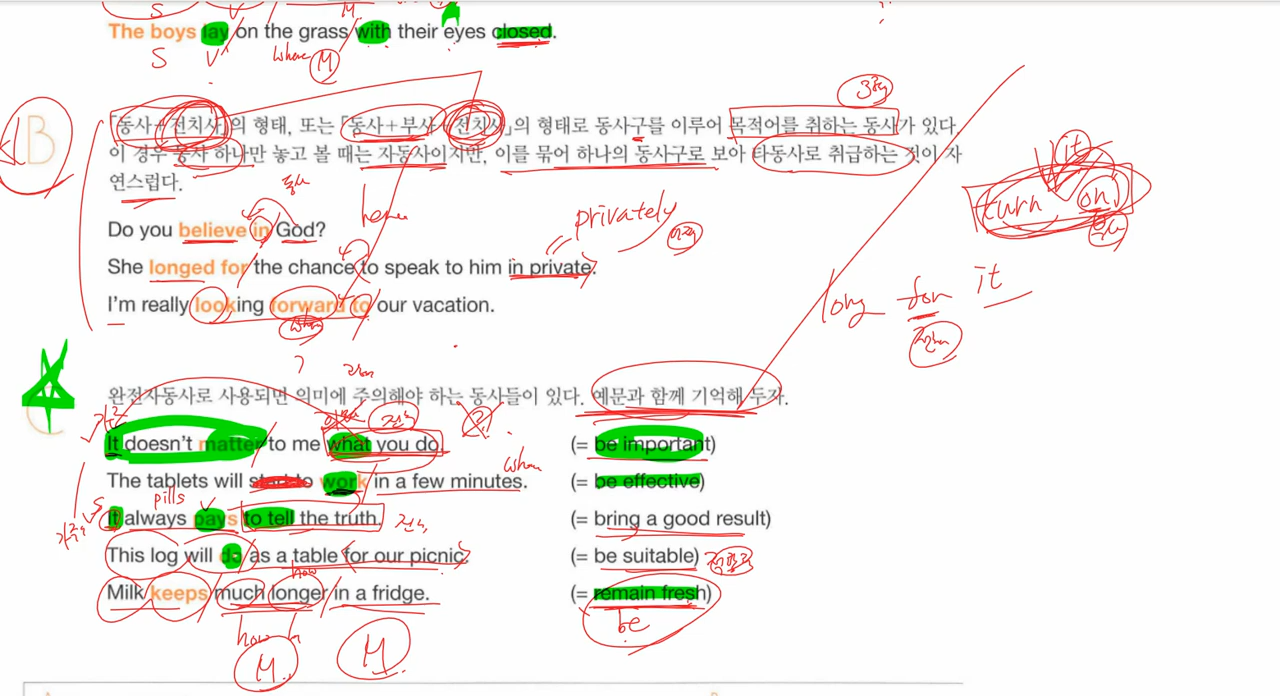 S V M
The boys lay on the grass with their eyes closed.
S V where M
B
3형
「동사+전치사」의 형태, 또는 「동사+부사+전치사」의 형태로 동사구를 이루어 목적어를 취하는 동사가 있다.
이 경우 동사 하나만 놓고 볼 때는 자동사이지만, 이를 묶어 하나의 동사구로 보아 타동사로 취급하는 것이 자
연스럽다.
it
turn on
Do you believe in God?
privately
She longed for the chance to speak to him in private.
I'm really looking forward to our vacation.
long for it
where
완전자동사로 사용되면 의미에 주의해야 하는 동사들이 있다. 예문과 함께 기억해 두자.
It doesn't matter to me what you do. (= be important)
when
The tablets will start to work in a few minutes. (= be effective)
pills V
It always pays to tell the truth. (= bring a good result)
This log will do as a table for our picnic. (= be suitable)
how
Milk keeps much longer in a fridge. (= remain fresh)
be
how
M M